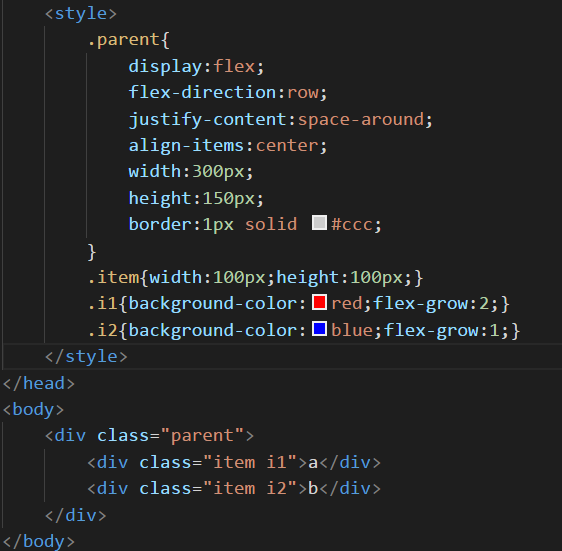 <style>
.parent{
display:flex;
flex-direction:row;
justify-content:space-around;
align-items:center;
width:300px;
height:150px;
border:1px solid #ccc;
}
.item{width:100px;height:100px;}
.i1{background-color:red;flex-grow:2;}
.i2{background-color:blue;flex-grow:1;}
</style>
</head>
<body>
<div class="parent">
<div class="item i1">a</div>
<div class="item i2">b</div>
</div>
</body>